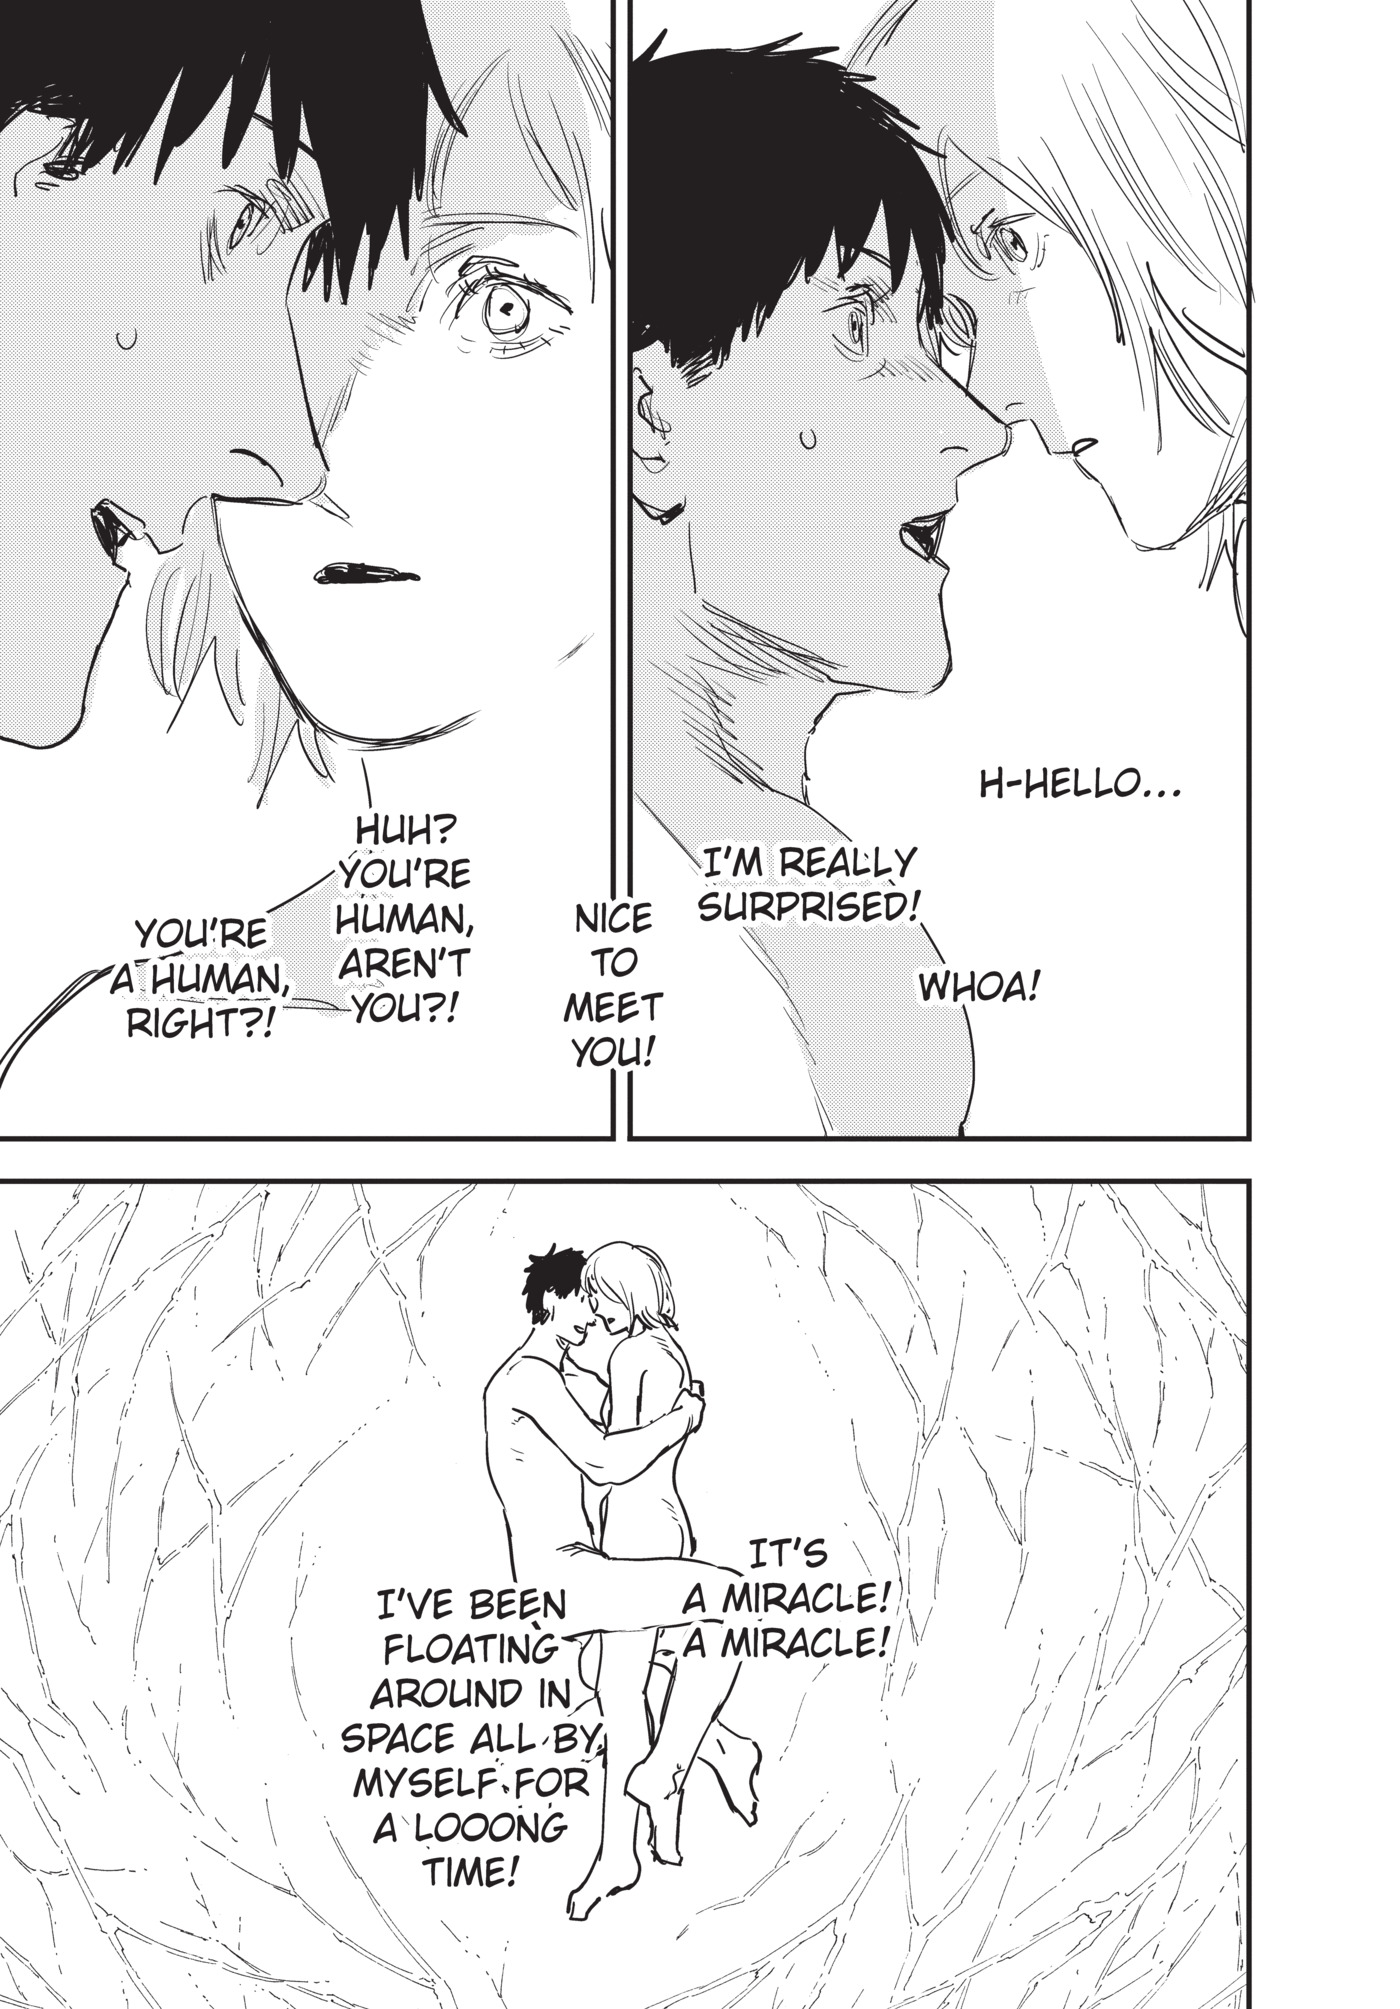 H-HELLO...
I'M REALLY
SURPRISED!
WHOA!
NICE
TO
MEET
YOU!
HUH?
YOU'RE
HUMAN,
AREN'T
YOU?!
YOU'RE
A HUMAN,
RIGHT?!
IT'S
A MIRACLE!
A MIRACLE!
I'VE BEEN
FLOATING
AROUND IN
SPACE ALL BY
MYSELF FOR
A LOOONG
TIME!